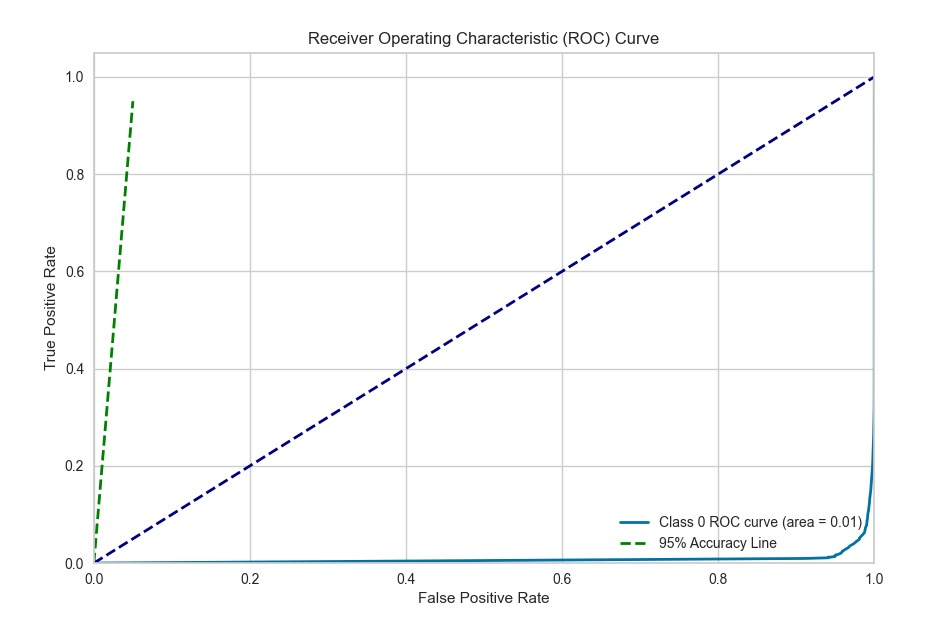 Receiver Operating Characteristic (ROC) Curve
True Positive Rate
1.0
0.8
0.6
0.4
0.2
0.0
Class 0 ROC curve (area = 0.01)
95% Accuracy Line
0.0 0.2 0.4 0.6 0.8 1.0
False Positive Rate